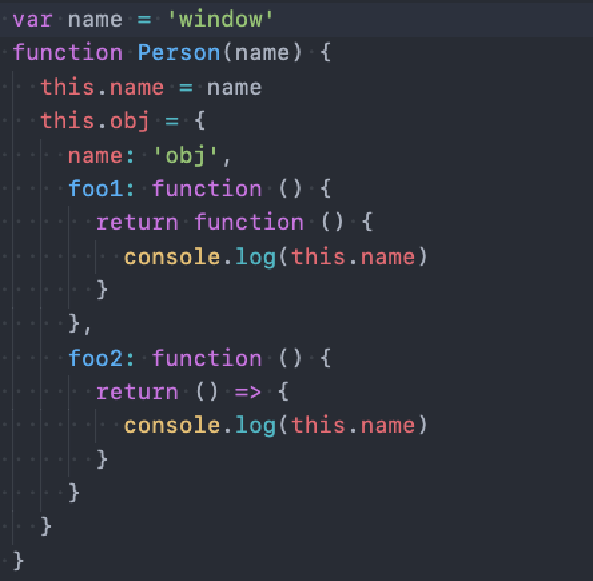 var name = 'window'
function Person(name) {
  this.name = name
  this.obj = {
    name: 'obj',
    foo1: function () {
      return function () {
        console.log(this.name)
      }
    },
    foo2: function () {
      return () => {
        console.log(this.name)
      }
    }
  }
}